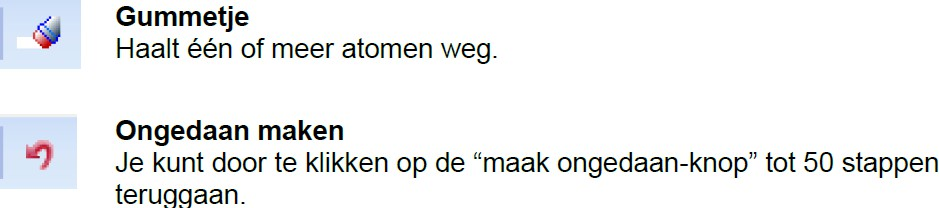 Gummetje
Haalt één of meer atomen weg.
Ongedaan maken
Je kunt door te klikken op de “maak ongedaan-knop” tot 50 stappen
teruggaan.